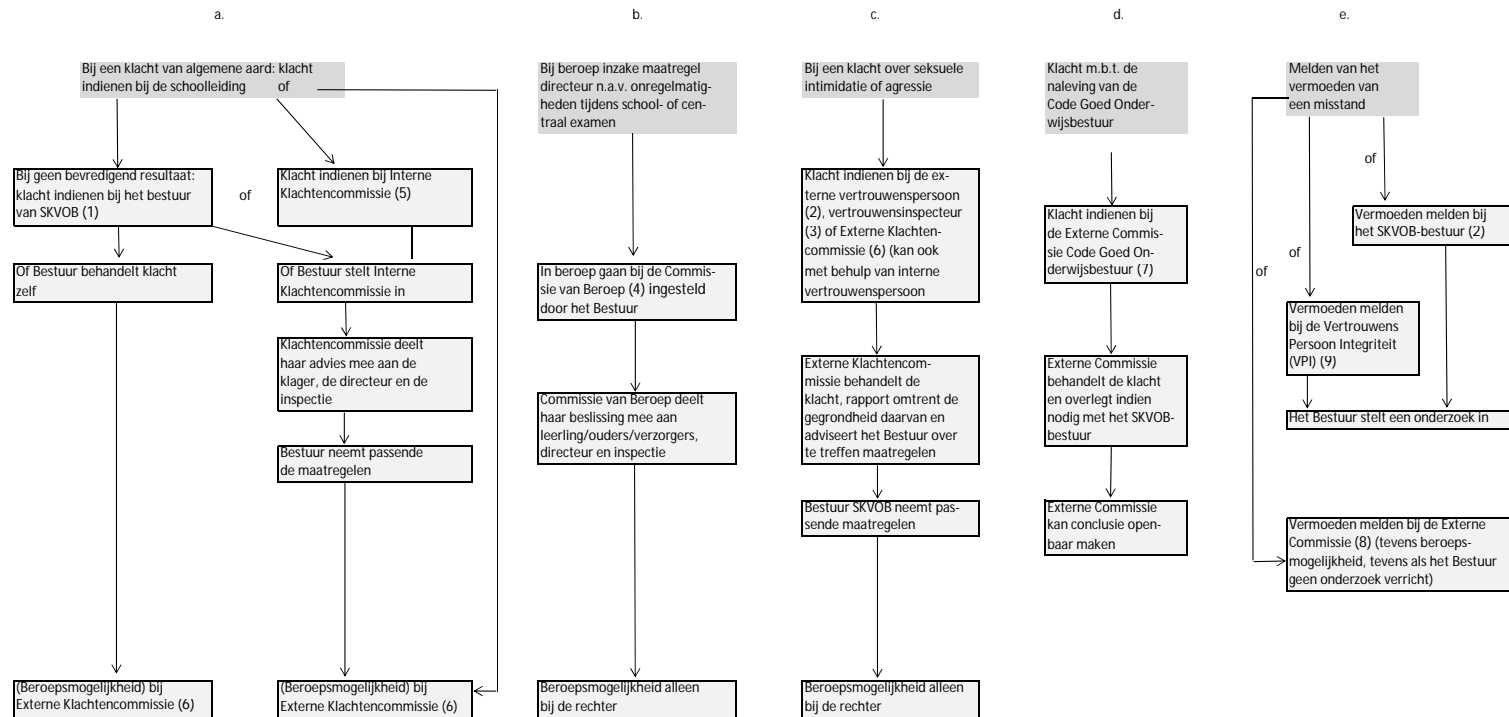 a.
Bij een klacht van algemene aard: klacht
indienen bij de schoolleiding of
Bij geen bevredigend resultaat:
klacht indienen bij het bestuur
van SKVOB (1)
of
Klacht indienen bij Interne
Klachtencommissie (5)
Of Bestuur behandelt klacht
zelf
Of Bestuur stelt Interne
Klachtencommissie in
Klachtencommissie deelt
haar advies mee aan de
klager, de directeur en de
inspectie
Bestuur neemt passende
de maatregelen
(Beroepsmogelijkheid) bij
Externe Klachtencommissie (6)
(Beroepsmogelijkheid) bij
Externe Klachtencommissie (6)
b.
Bij beroep inzake maatregel
directeur n.a.v. onregelmatig-
heden tijdens school- of cen-
traal examen
In beroep gaan bij de Commis-
sie van Beroep (4) ingesteld
door het Bestuur
Commissie van Beroep deelt
haar beslissing mee aan
leerling/ouders/verzorgers,
directeur en inspectie
Beroepsmogelijkheid alleen
bij de rechter
c.
Bij een klacht over seksuele
intimidatie of agressie
Klacht indienen bij de ex-
terne vertrouwenspersoon
(2), vertrouwensinspecteur
(3) of Externe Klachten-
commissie (6) (kan ook
met behulp van interne
vertrouwenspersoon
Externe Klachtencom-
missie behandelt de
klacht, rapport omtrent de
gegrondheid daarvan en
adviseert het Bestuur over
te treffen maatregelen
Bestuur SKVOB neemt pas-
sende maatregelen
Beroepsmogelijkheid alleen
bij de rechter
d.
Klacht m.b.t. de
naleving van de
Code Goed Onder-
wijsbestuur
Klacht indienen bij
de Externe Commis-
sie Code Goed On-
derwijsbestuur (7)
Externe Commissie
behandelt de klacht
en overlegt indien
nodig met het SKVOB-
bestuur
Externe Commissie
kan conclusie open-
baar maken
e.
Melden van het
vermoeden van
een misstand
of
Vermoeden melden bij
het SKVOB-bestuur (2)
of
of
Vermoeden melden
bij de Vertrouwens
Persoon Integriteit
(VPI) (9)
Het Bestuur stelt een onderzoek in
Vermoeden melden bij de Externe
Commissie (8) (tevens beroeps-
mogelijkheid, tevens als het Bestuur
geen onderzoek verricht)